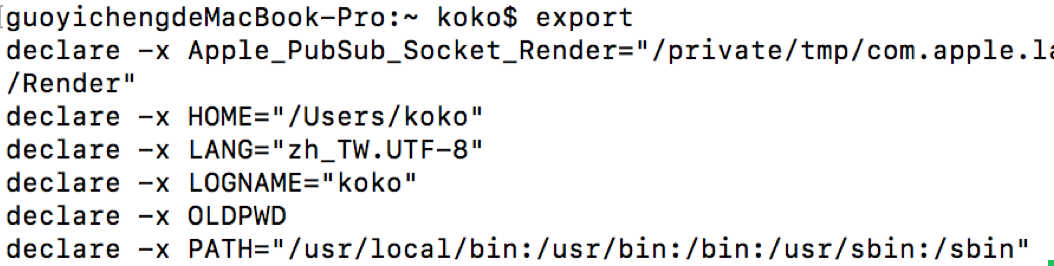 guoyichengdeMacBook-Pro:~ koko$ export
declare -x Apple_PubSub_Socket_Render="/private/tmp/com.apple.la
/Render"
declare -x HOME="/Users/koko"
declare -x LANG="zh_TW.UTF-8"
declare -x LOGNAME="koko"
declare -x OLDPWD
declare -x PATH="/usr/local/bin:/usr/bin:/bin:/usr/sbin:/sbin"